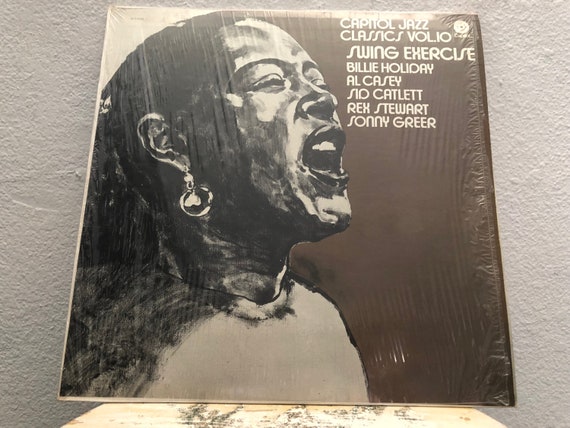 CAPITOL JAZZ
CLASSICS VOL.10
SWING EXERCISE
BILLIE HOLIDAY
AL CASEY
SID CATLETT
REX STEWART
SONNY GREER